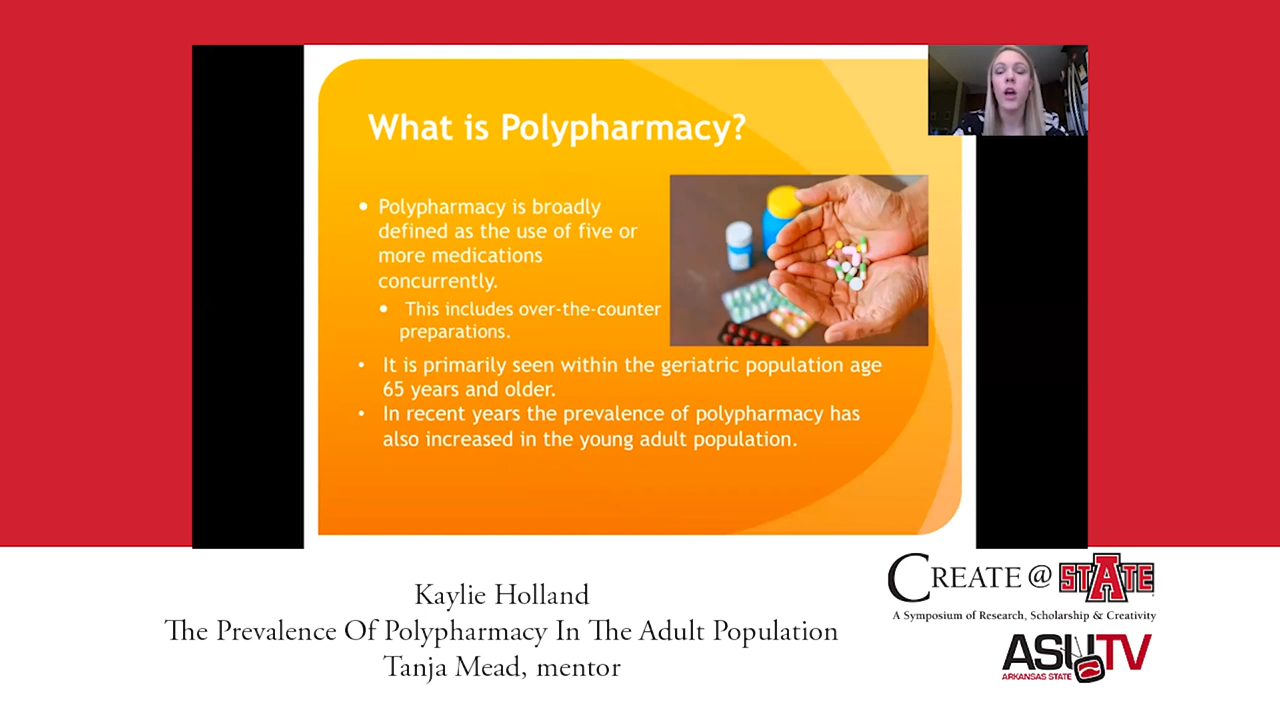 What is Polypharmacy?
• Polypharmacy is broadly
defined as the use of five or
more medications
concurrently.
• This includes over-the-counter
preparations.
• It is primarily seen within the geriatric population age
65 years and older.
• In recent years the prevalence of polypharmacy has
also increased in the young adult population.
Kaylie Holland
The Prevalence Of Polypharmacy In The Adult Population
Tanja Mead, mentor
CREATE @ STATE
A Symposium of Research, Scholarship & Creativity
ASU TV
ARKANSAS STATE